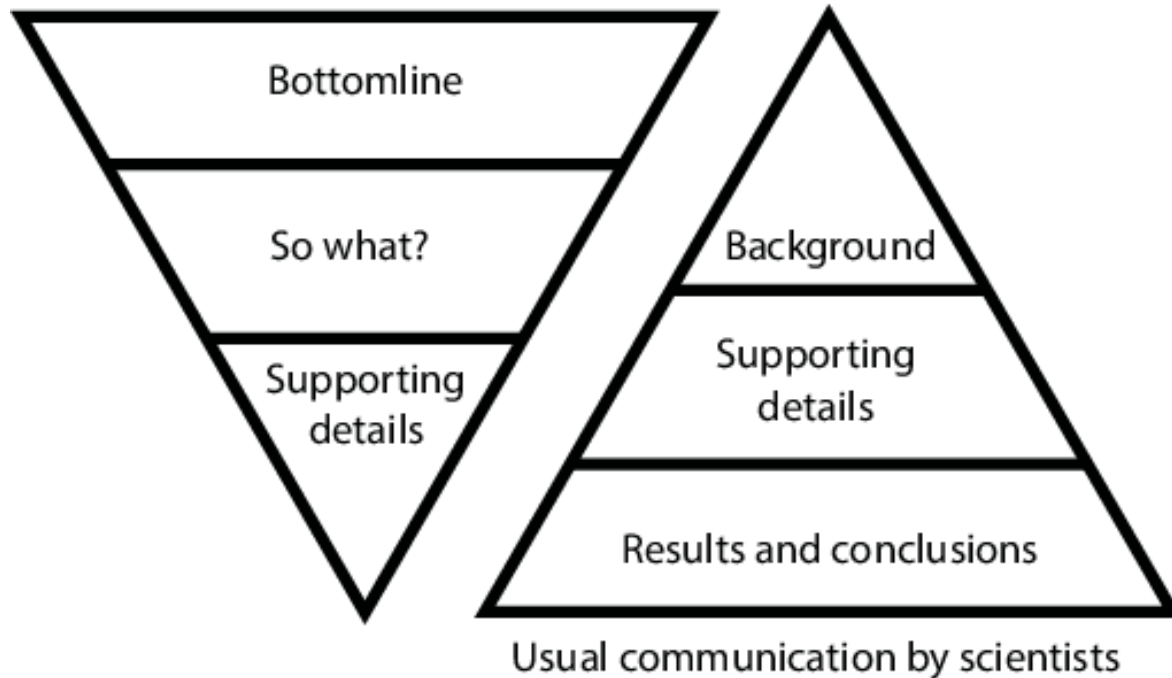 Bottomline
So what?
Supporting
details
Background
Supporting
details
Results and conclusions
Usual communication by scientists